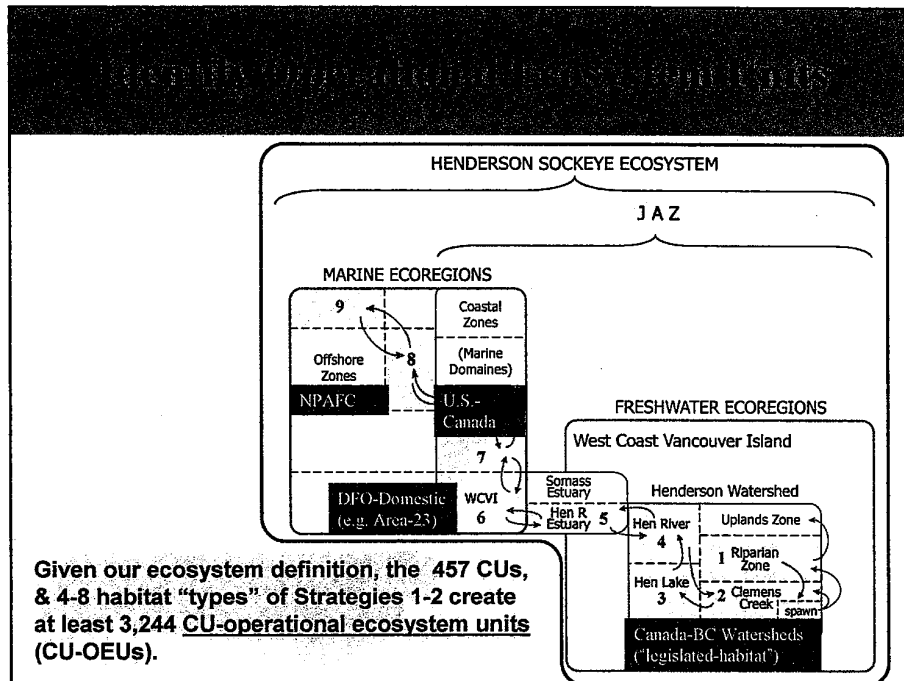 Identify Operational Ecosystem Units
HENDERSON SOCKEYE ECOSYSTEM
J A Z
MARINE ECOREGIONS
9
Coastal
Zones
8
(Marine
Domaines)
Offshore
Zones
NPAFC
U.S.-
Canada
7
DFO-Domestic
(e.g. Area-23)
WCVI
6
Somass
Estuary
Hen R
Estuary
5
FRESHWATER ECOREGIONS
West Coast Vancouver Island
Henderson Watershed
Hen River
4
Uplands Zone
1 Riparian
Zone
Hen Lake
3
2 Clemens
Creek
spawn
Canada-BC Watersheds
("legislated-habitat")
Given our ecosystem definition, the 457 CUs,
& 4-8 habitat “types” of Strategies 1-2 create
at least 3,244 CU-operational ecosystem units
(CU-OEUs).